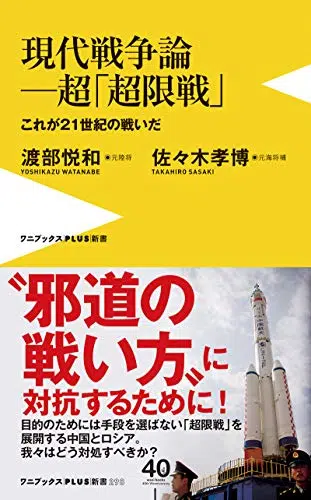 現代戦争論
―超「超限戦」
これが21世紀の戦いだ
渡部悦和 ◉元陸将 佐々木孝博 ◉元海将補
YOSHIKAZU WATANABE TAKAHIRO SASAKI
ワニブックスPLUS新書
〝邪道の
戦い方〟に
対抗するために!
目的のためには手段を選ばない「超限戦」を
展開する中国とロシア。
我々はどう対処すべきか?
40
ワニブックスPLUS新書 298